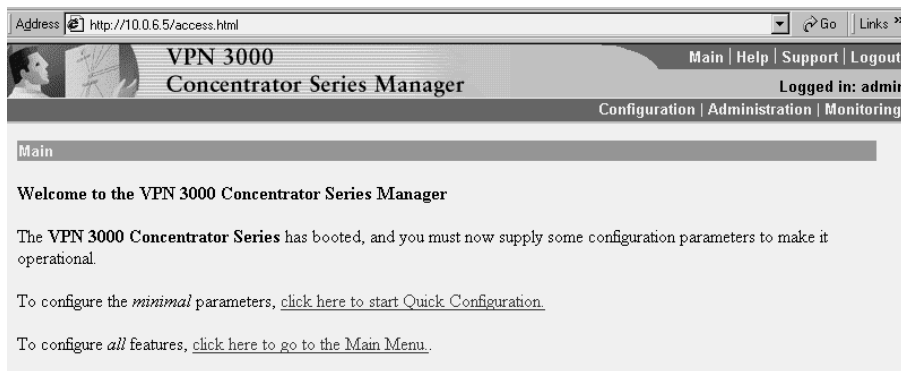 Address http://10.0.6.5/access.html Go Links »
VPN 3000
Concentrator Series Manager
Main | Help | Support | Logout
Logged in: admin
Configuration | Administration | Monitoring
Main
Welcome to the VPN 3000 Concentrator Series Manager
The VPN 3000 Concentrator Series has booted, and you must now supply some configuration parameters to make it
operational.
To configure the minimal parameters, click here to start Quick Configuration.
To configure all features, click here to go to the Main Menu..